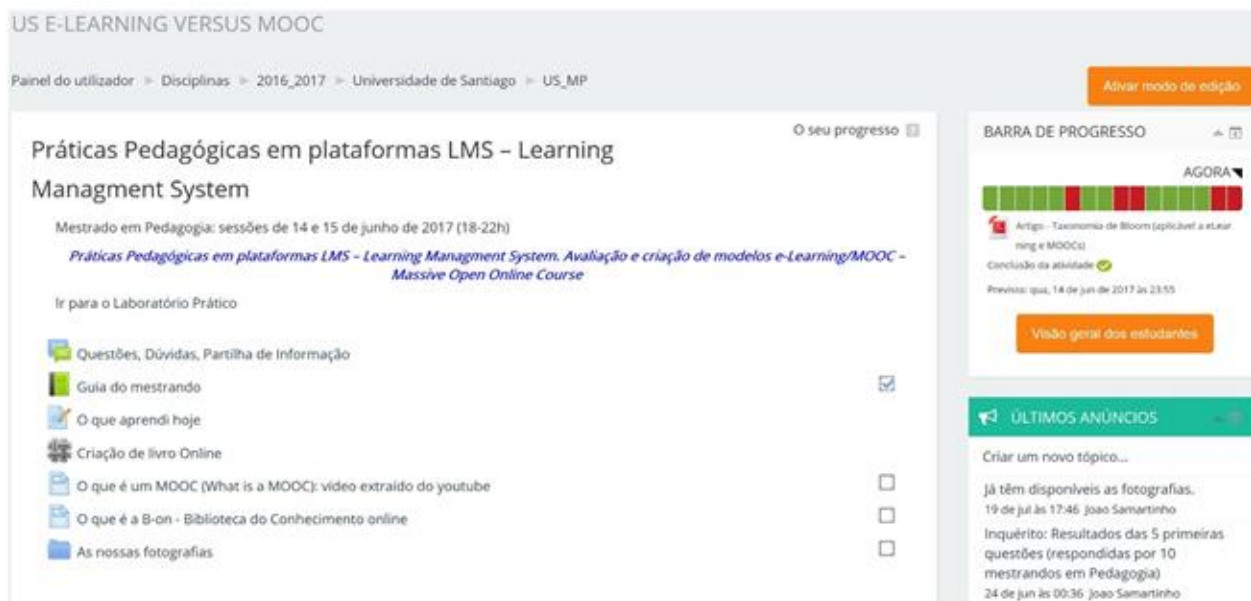 US E-LEARNING VERSUS MOOC
Painel do utilizador ► Disciplinas ► 2016_2017 ► Universidade de Santiago ► US_MP
Ativar modo de edição
O seu progresso
Práticas Pedagógicas em plataformas LMS – Learning
Managment System
Mestrado em Pedagogia: sessões de 14 e 15 de junho de 2017 (18-22h)
Práticas Pedagógicas em plataformas LMS – Learning Managment System. Avaliação e criação de modelos e-Learning/MOOC –
Massive Open Online Course
Ir para o Laboratório Prático
Questões, Dúvidas, Partilha de Informação
Guia do mestrando
O que aprendi hoje
Criação de livro Online
O que é um MOOC (What is a MOOC): vídeo extraído do youtube
O que é a B-on - Biblioteca do Conhecimento online
As nossas fotografias
BARRA DE PROGRESSO
AGORA
Artigo - Taxonomia de Bloom (aplicável a eLear
ning e MOOCs)
Conclusão da atividade
Previsto: qua, 14 de jun de 2017 às 23:55
Visão geral dos estudantes
ÚLTIMOS ANÚNCIOS
Criar um novo tópico...
Já têm disponíveis as fotografias.
19 de jul às 17:46 Joao Samartinho
Inquérito: Resultados das 5 primeiras
questões (respondidas por 10
mestrandos em Pedagogia)
24 de jun às 00:36 Joao Samartinho